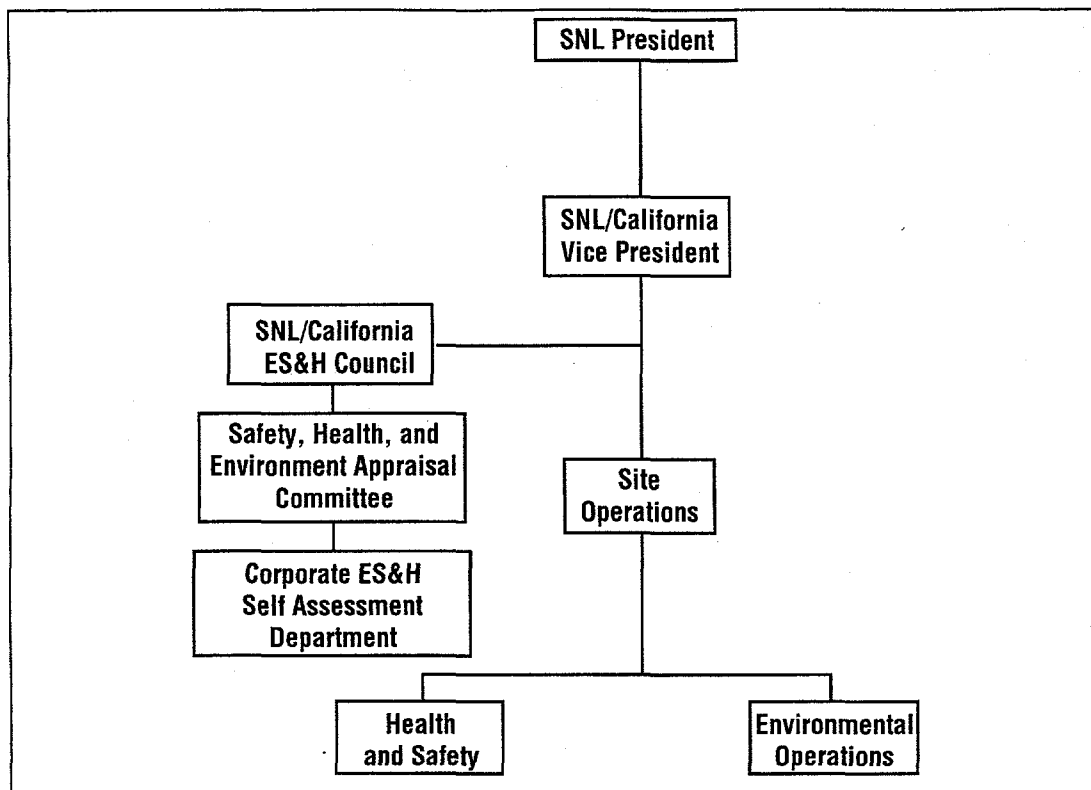 SNL President
SNL/California
Vice President
SNL/California
ES&H Council
Safety, Health, and
Environment Appraisal
Committee
Site
Operations
Corporate ES&H
Self Assessment
Department
Health
and Safety
Environmental
Operations